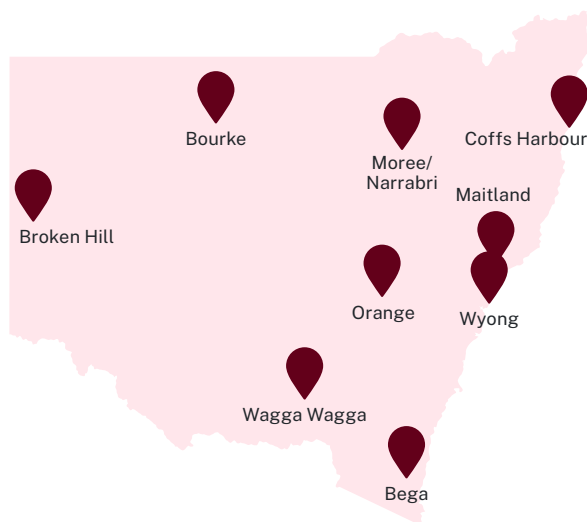 Bourke
Coffs Harbour
Moree/
Narrabri
Maitland
Broken Hill
Orange
Wyong
Wagga Wagga
Bega